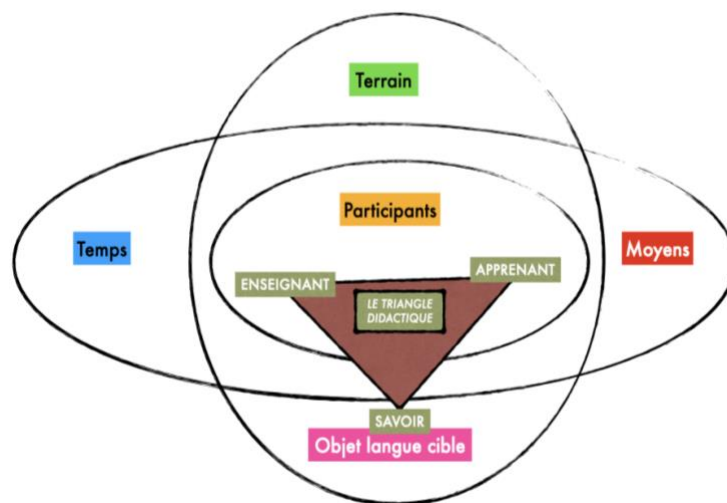 Terrain
Participants
Temps
Moyens
ENSEIGNANT
APPRENANT
LE TRIANGLE
DIDACTIQUE
SAVOIR
Objet langue cible